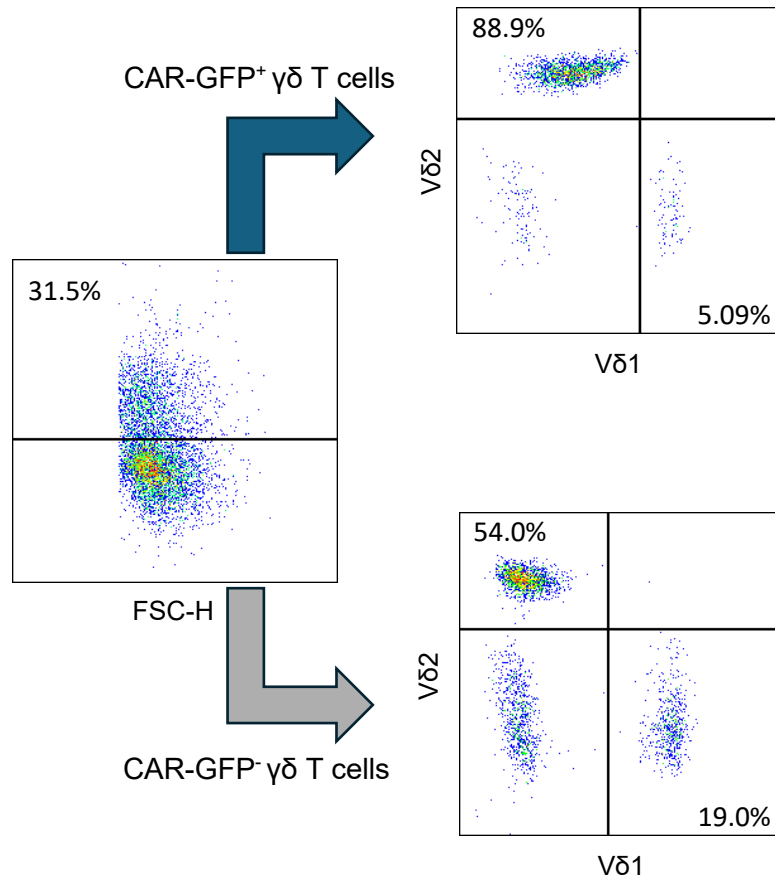 88.9%
CAR-GFP⁺ γδ T cells
Vδ2
5.09%
Vδ1
31.5%
FSC-H
54.0%
Vδ2
CAR-GFP⁻ γδ T cells
19.0%
Vδ1